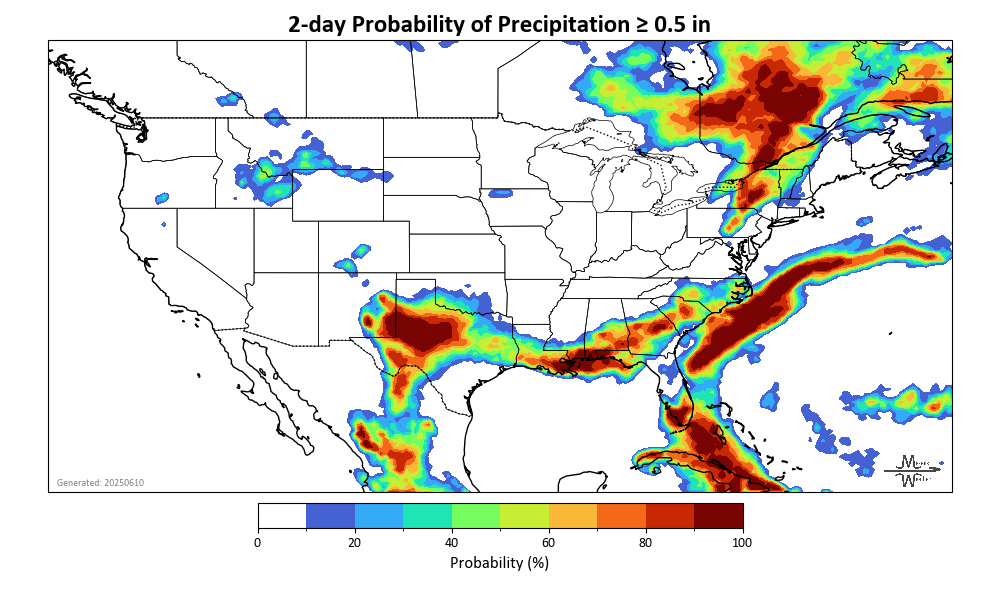 2-day Probability of Precipitation ≥ 0.5 in
Generated: 20250610
0 20 40 60 80 100
Probability (%)